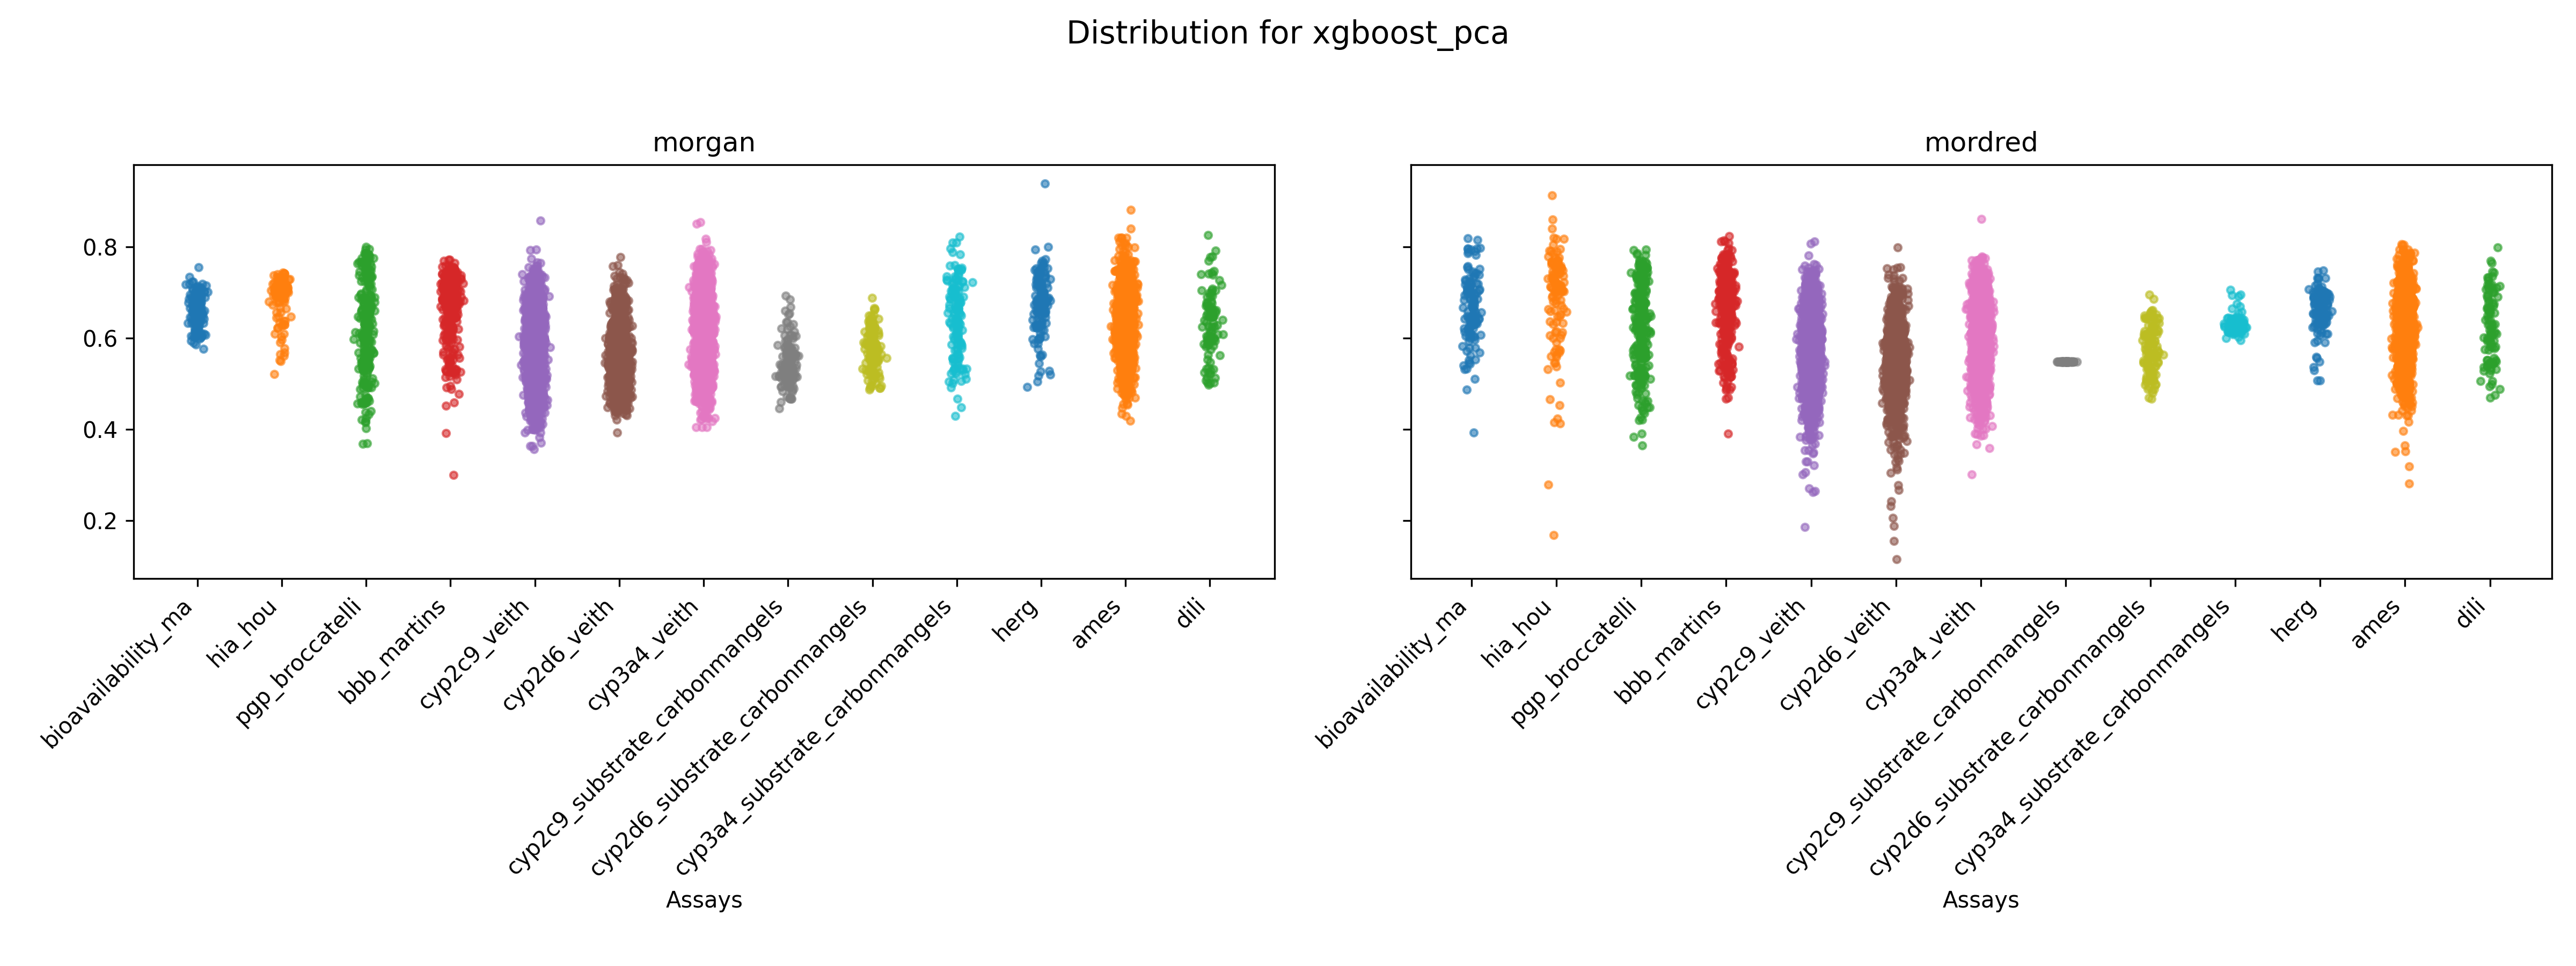 Distribution for xgboost_pca
morgan
0.8
0.6
0.4
0.2
bioavailability_ma
hia_hou
pgp_broccatelli
bbb_martins
cyp2c9_veith
cyp2d6_veith
cyp3a4_veith
cyp2c9_substrate_carbonmangels
cyp2d6_substrate_carbonmangels
cyp3a4_substrate_carbonmangels
herg
ames
dili
Assays
mordred
bioavailability_ma
hia_hou
pgp_broccatelli
bbb_martins
cyp2c9_veith
cyp2d6_veith
cyp3a4_veith
cyp2c9_substrate_carbonmangels
cyp2d6_substrate_carbonmangels
cyp3a4_substrate_carbonmangels
herg
ames
dili
Assays